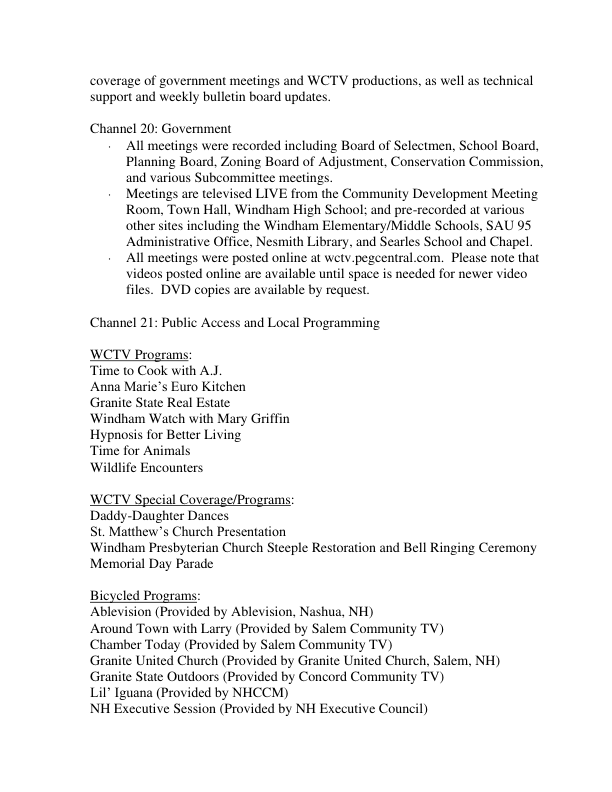 coverage of government meetings and WCTV productions, as well as technical
support and weekly bulletin board updates.
Channel 20: Government
· All meetings were recorded including Board of Selectmen, School Board,
Planning Board, Zoning Board of Adjustment, Conservation Commission,
and various Subcommittee meetings.
· Meetings are televised LIVE from the Community Development Meeting
Room, Town Hall, Windham High School; and pre-recorded at various
other sites including the Windham Elementary/Middle Schools, SAU 95
Administrative Office, Nesmith Library, and Searles School and Chapel.
· All meetings were posted online at wctv.pegcentral.com.  Please note that
videos posted online are available until space is needed for newer video
files.  DVD copies are available by request.
Channel 21: Public Access and Local Programming
WCTV Programs:
Time to Cook with A.J.
Anna Marie’s Euro Kitchen
Granite State Real Estate
Windham Watch with Mary Griffin
Hypnosis for Better Living
Time for Animals
Wildlife Encounters
WCTV Special Coverage/Programs:
Daddy-Daughter Dances
St. Matthew’s Church Presentation
Windham Presbyterian Church Steeple Restoration and Bell Ringing Ceremony
Memorial Day Parade
Bicycled Programs:
Ablevision (Provided by Ablevision, Nashua, NH)
Around Town with Larry (Provided by Salem Community TV)
Chamber Today (Provided by Salem Community TV)
Granite United Church (Provided by Granite United Church, Salem, NH)
Granite State Outdoors (Provided by Concord Community TV)
Lil’ Iguana (Provided by NHCCM)
NH Executive Session (Provided by NH Executive Council)